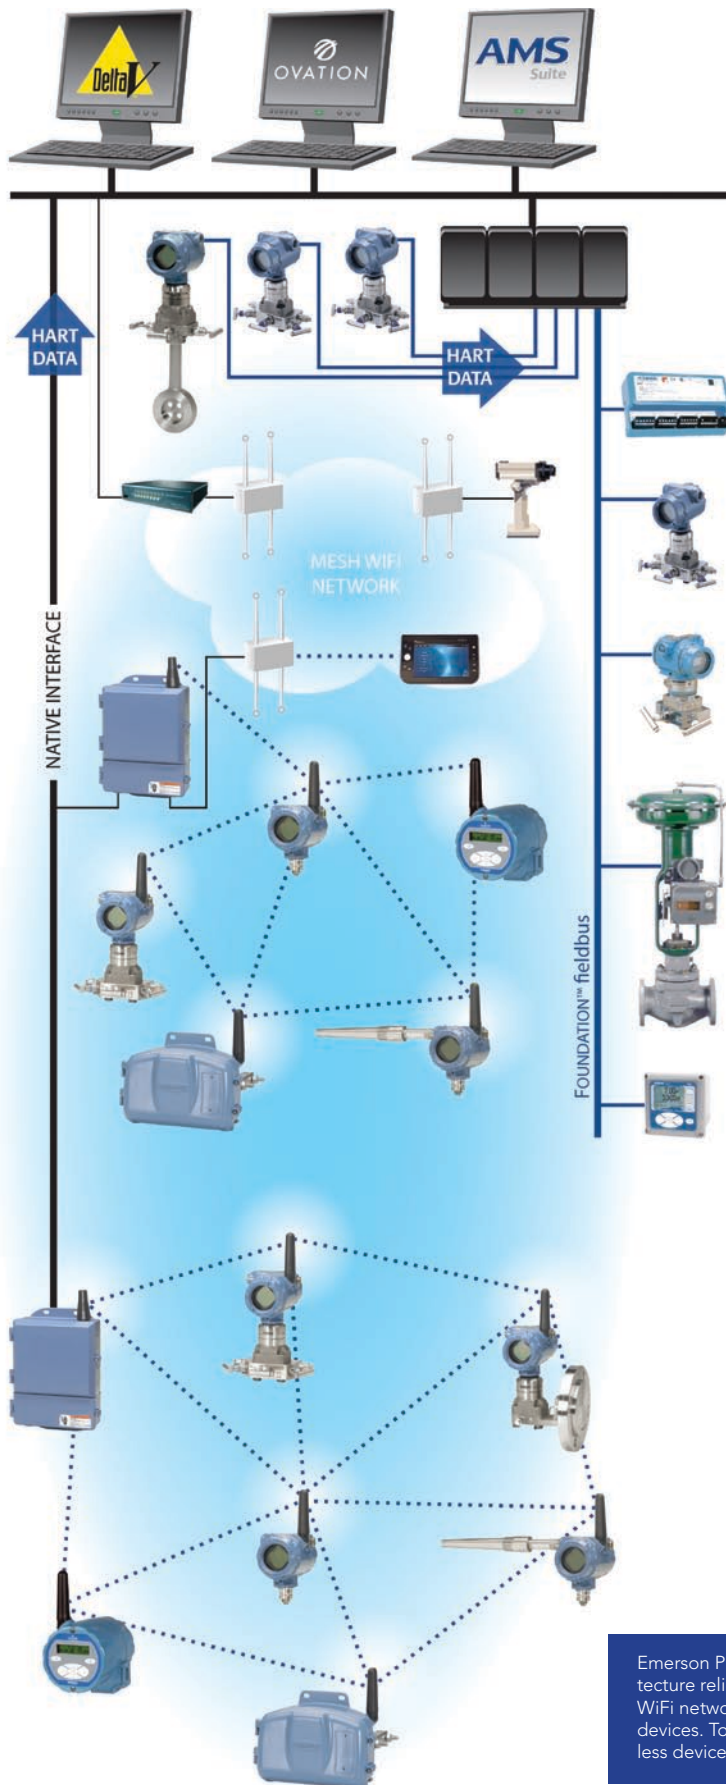 DeltaV
OVATION
AMS
Suite
HART
DATA
HART
DATA
MESH WIFI
NETWORK
NATIVE INTERFACE
FOUNDATION™ fieldbus
Emerson P
tecture reli
WiFi netwo
devices. To
less device